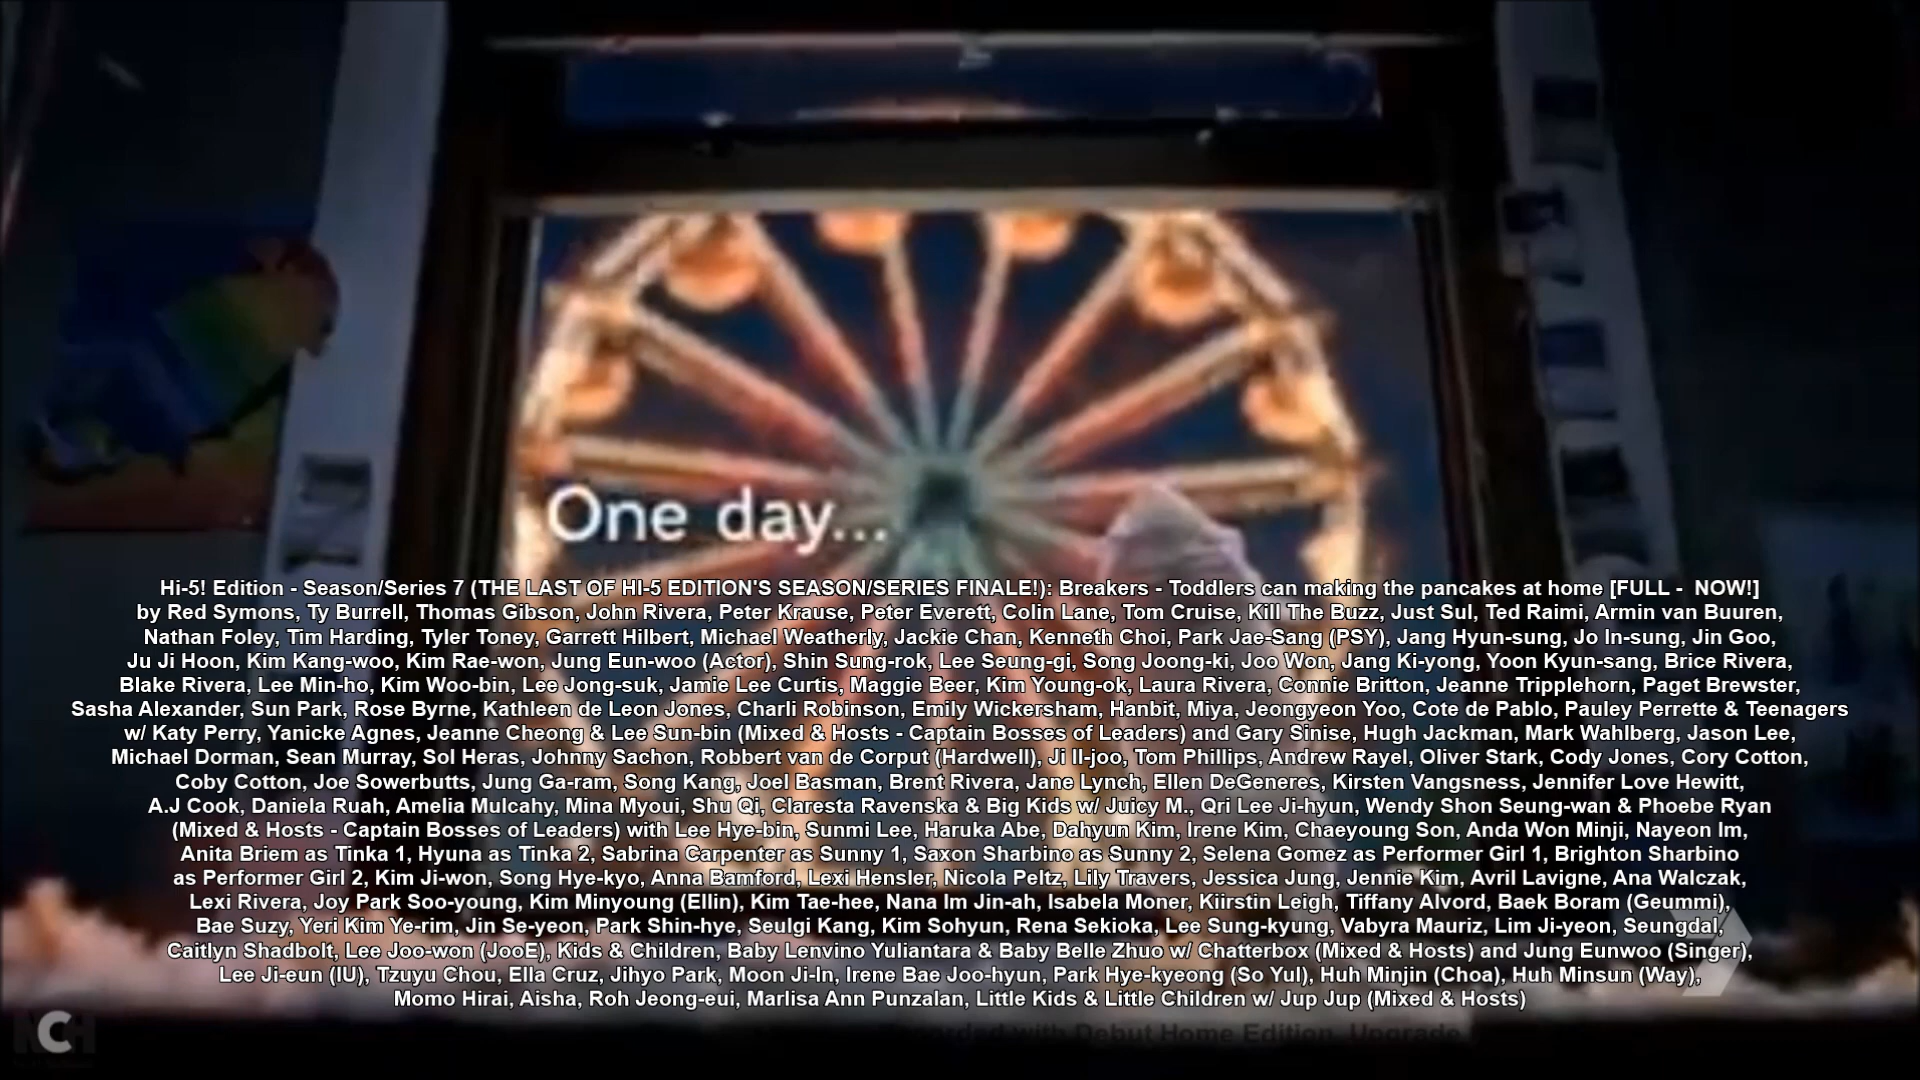 One day...
Hi-5! Edition - Season/Series 7 (THE LAST OF HI-5 EDITION'S SEASON/SERIES FINALE!): Breakers - Toddlers can making the pancakes at home [FULL -  NOW!]
by Red Symons, Ty Burrell, Thomas Gibson, John Rivera, Peter Krause, Peter Everett, Colin Lane, Tom Cruise, Kill The Buzz, Just Sul, Ted Raimi, Armin van Buuren,
Nathan Foley, Tim Harding, Tyler Toney, Garrett Hilbert, Michael Weatherly, Jackie Chan, Kenneth Choi, Park Jae-Sang (PSY), Jang Hyun-sung, Jo In-sung, Jin Goo,
Ju Ji Hoon, Kim Kang-woo, Kim Rae-won, Jung Eun-woo (Actor), Shin Sung-rok, Lee Seung-gi, Song Joong-ki, Joo Won, Jang Ki-yong, Yoon Kyun-sang, Brice Rivera,
Blake Rivera, Lee Min-ho, Kim Woo-bin, Lee Jong-suk, Jamie Lee Curtis, Maggie Beer, Kim Young-ok, Laura Rivera, Connie Britton, Jeanne Tripplehorn, Paget Brewster,
Sasha Alexander, Sun Park, Rose Byrne, Kathleen de Leon Jones, Charli Robinson, Emily Wickersham, Hanbit, Miya, Jeongyeon Yoo, Cote de Pablo, Pauley Perrette & Teenagers
w/ Katy Perry, Yanicke Agnes, Jeanne Cheong & Lee Sun-bin (Mixed & Hosts - Captain Bosses of Leaders) and Gary Sinise, Hugh Jackman, Mark Wahlberg, Jason Lee,
Michael Dorman, Sean Murray, Sol Heras, Johnny Sachon, Robbert van de Corput (Hardwell), Ji Il-joo, Tom Phillips, Andrew Rayel, Oliver Stark, Cody Jones, Cory Cotton,
Coby Cotton, Joe Sowerbutts, Jung Ga-ram, Song Kang, Joel Basman, Brent Rivera, Jane Lynch, Ellen DeGeneres, Kirsten Vangsness, Jennifer Love Hewitt,
A.J Cook, Daniela Ruah, Amelia Mulcahy, Mina Myoui, Shu Qi, Claresta Ravenska & Big Kids w/ Juicy M., Qri Lee Ji-hyun, Wendy Shon Seung-wan & Phoebe Ryan
(Mixed & Hosts - Captain Bosses of Leaders) with Lee Hye-bin, Sunmi Lee, Haruka Abe, Dahyun Kim, Irene Kim, Chaeyoung Son, Anda Won Minji, Nayeon Im,
Anita Briem as Tinka 1, Hyuna as Tinka 2, Sabrina Carpenter as Sunny 1, Saxon Sharbino as Sunny 2, Selena Gomez as Performer Girl 1, Brighton Sharbino
as Performer Girl 2, Kim Ji-won, Song Hye-kyo, Anna Bamford, Lexi Hensler, Nicola Peltz, Lily Travers, Jessica Jung, Jennie Kim, Avril Lavigne, Ana Walczak,
Lexi Rivera, Joy Park Soo-young, Kim Minyoung (Ellin), Kim Tae-hee, Nana Im Jin-ah, Isabela Moner, Kiirstin Leigh, Tiffany Alvord, Baek Boram (Geummi),
Bae Suzy, Yeri Kim Ye-rim, Jin Se-yeon, Park Shin-hye, Seulgi Kang, Kim Sohyun, Rena Sekioka, Lee Sung-kyung, Vabyra Mauriz, Lim Ji-yeon, Seungdal,
Caitlyn Shadbolt, Lee Joo-won (JooE), Kids & Children, Baby Lenvino Yuliantara & Baby Belle Zhuo w/ Chatterbox (Mixed & Hosts) and Jung Eunwoo (Singer),
Lee Ji-eun (IU), Tzuyu Chou, Ella Cruz, Jihyo Park, Moon Ji-In, Irene Bae Joo-hyun, Park Hye-kyeong (So Yul), Huh Minjin (Choa), Huh Minsun (Way),
Momo Hirai, Aisha, Roh Jeong-eui, Marlisa Ann Punzalan, Little Kids & Little Children w/ Jup Jup (Mixed & Hosts)
with Debut Home Edition. Upgrade
NCH